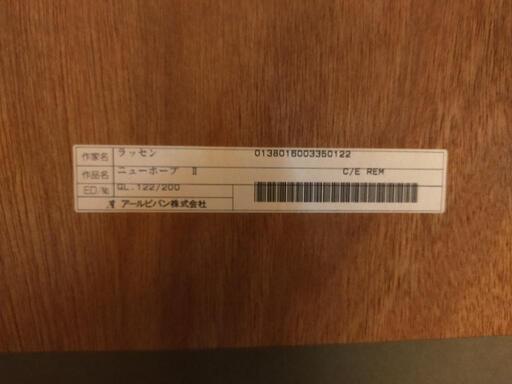 作家名 ラッセン 0138016003350122
作品名 ニューホープ Ⅱ C/E REM
ED/№ QL.122/200
アールビバン株式会社